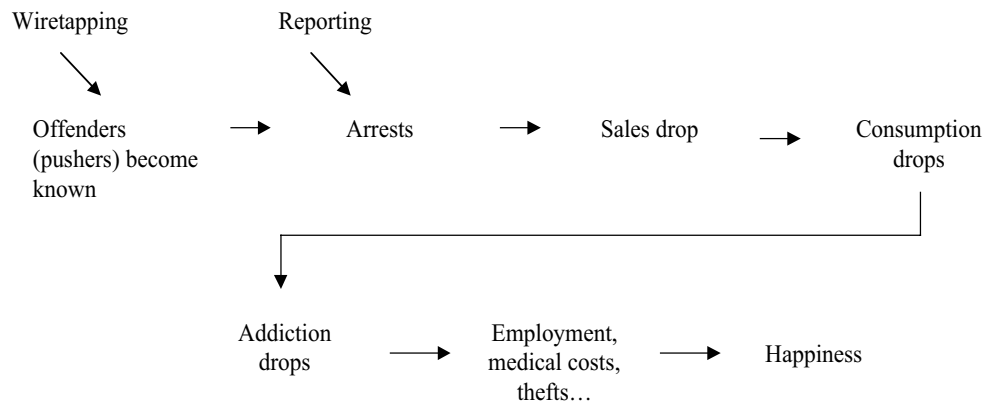 Wiretapping
Reporting
Offenders
(pushers) become
known
Arrests
Sales drop
Consumption
drops
Addiction
drops
Employment,
medical costs,
thefts…
Happiness